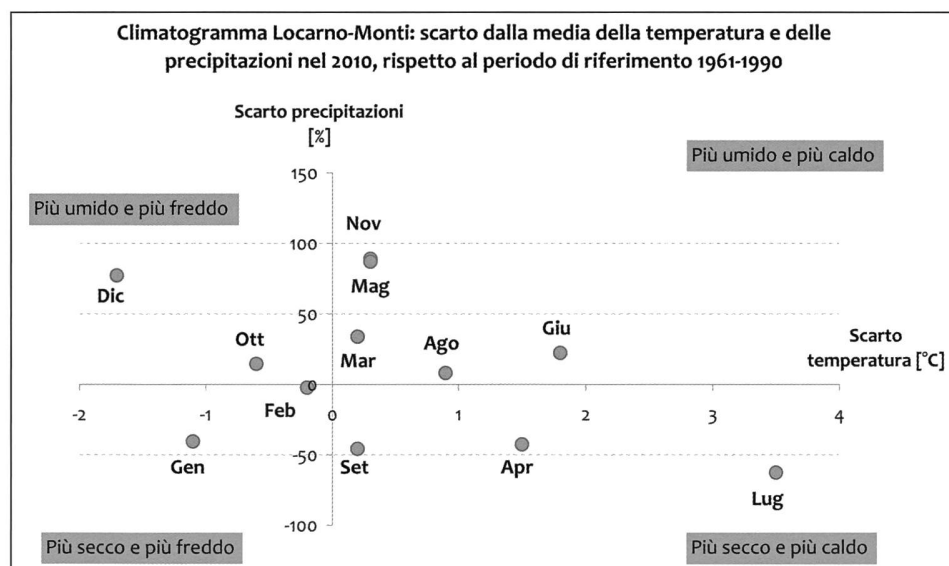 Climatogramma Locarno-Monti: scarto dalla media della temperatura e delle
precipitazioni nel 2010, rispetto al periodo di riferimento 1961-1990
Scarto precipitazioni
[%]
Più umido e più caldo
150
Più umido e più freddo
Nov
100
Mag
Dic
50
Ott
Mar
Ago
Giu
Scarto
temperatura [°C]
0
Feb
-2
-1
0
1
2
3
4
Gen
-50
Set
Apr
Lug
-100
Più secco e più freddo
Più secco e più caldo